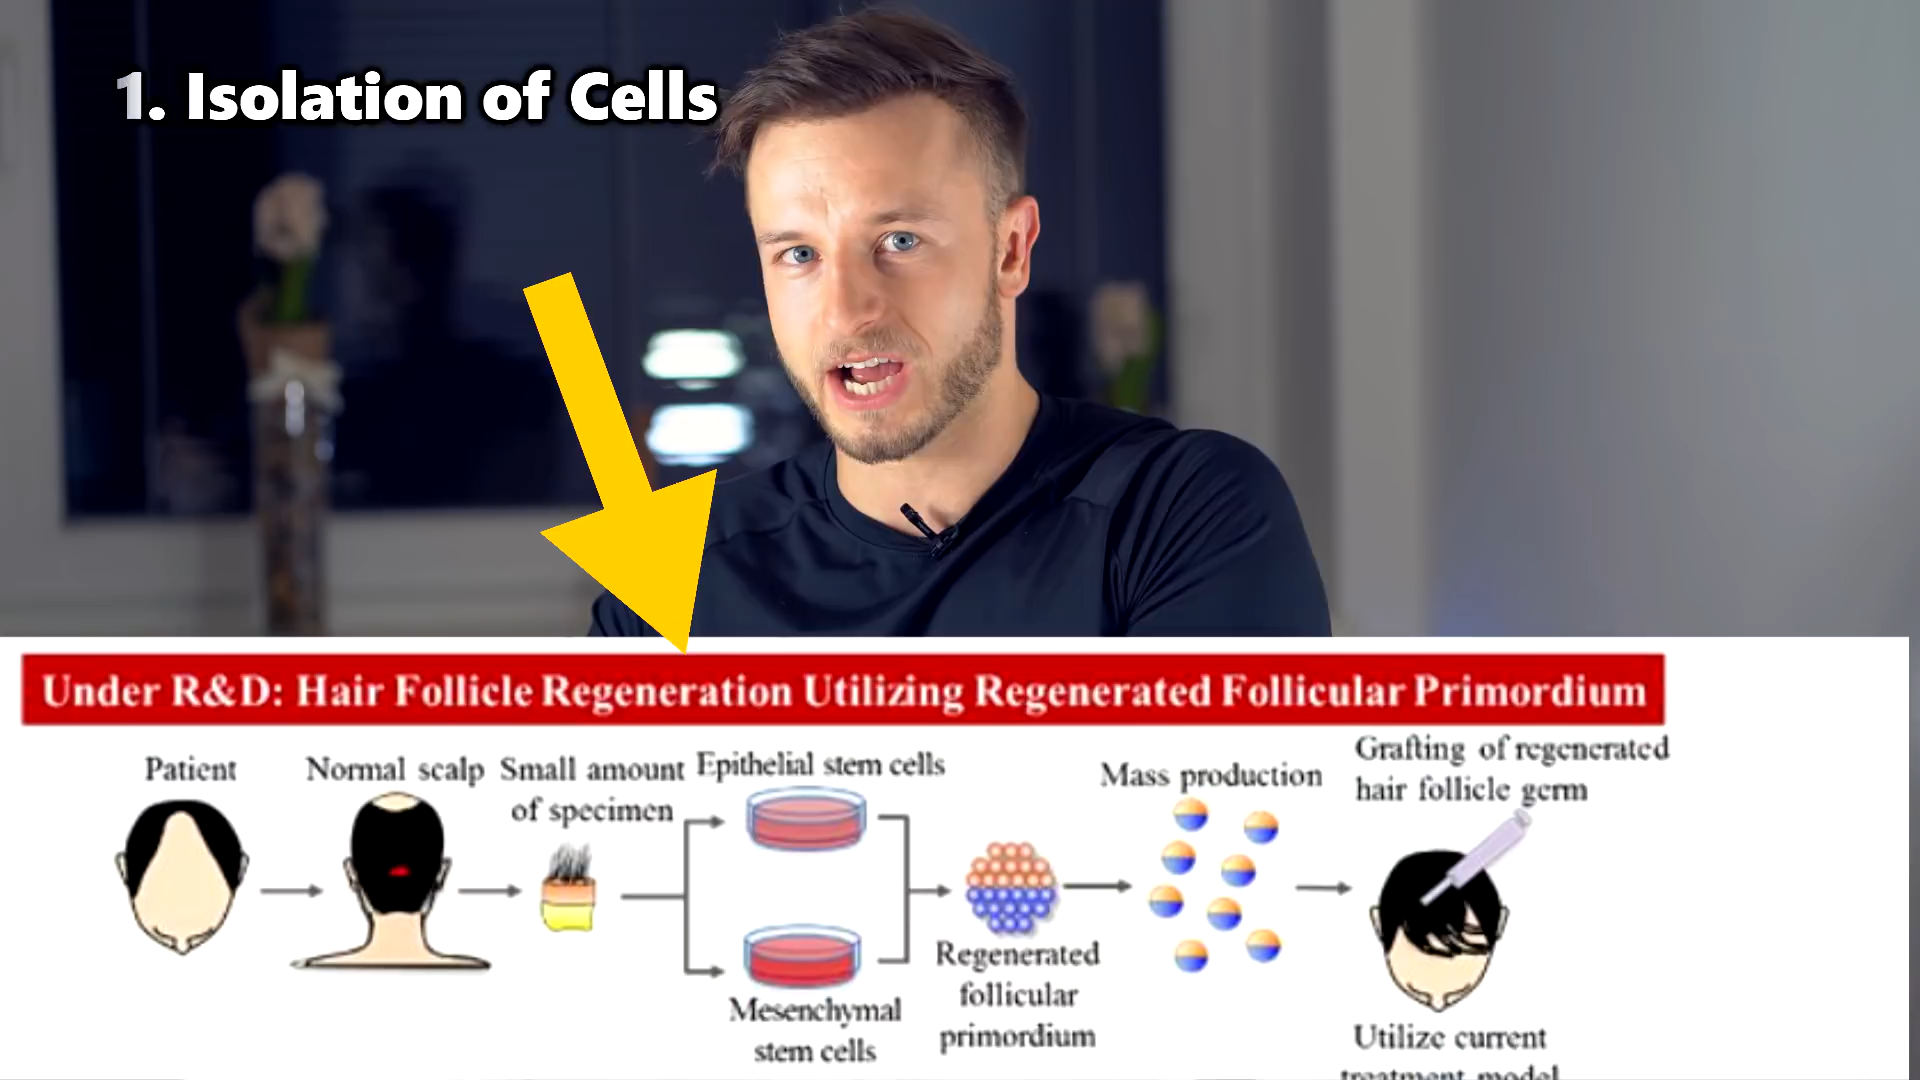 1. Isolation of Cells
Under R&D: Hair Follicle Regeneration Utilizing Regenerated Follicular Primordium
Patient
Normal scalp
Small amount
of specimen
Epithelial stem cells
Mesenchymal
stem cells
Regenerated
follicular
primordium
Mass production
Grafting of regenerated
hair follicle germ
Utilize current
treatment model